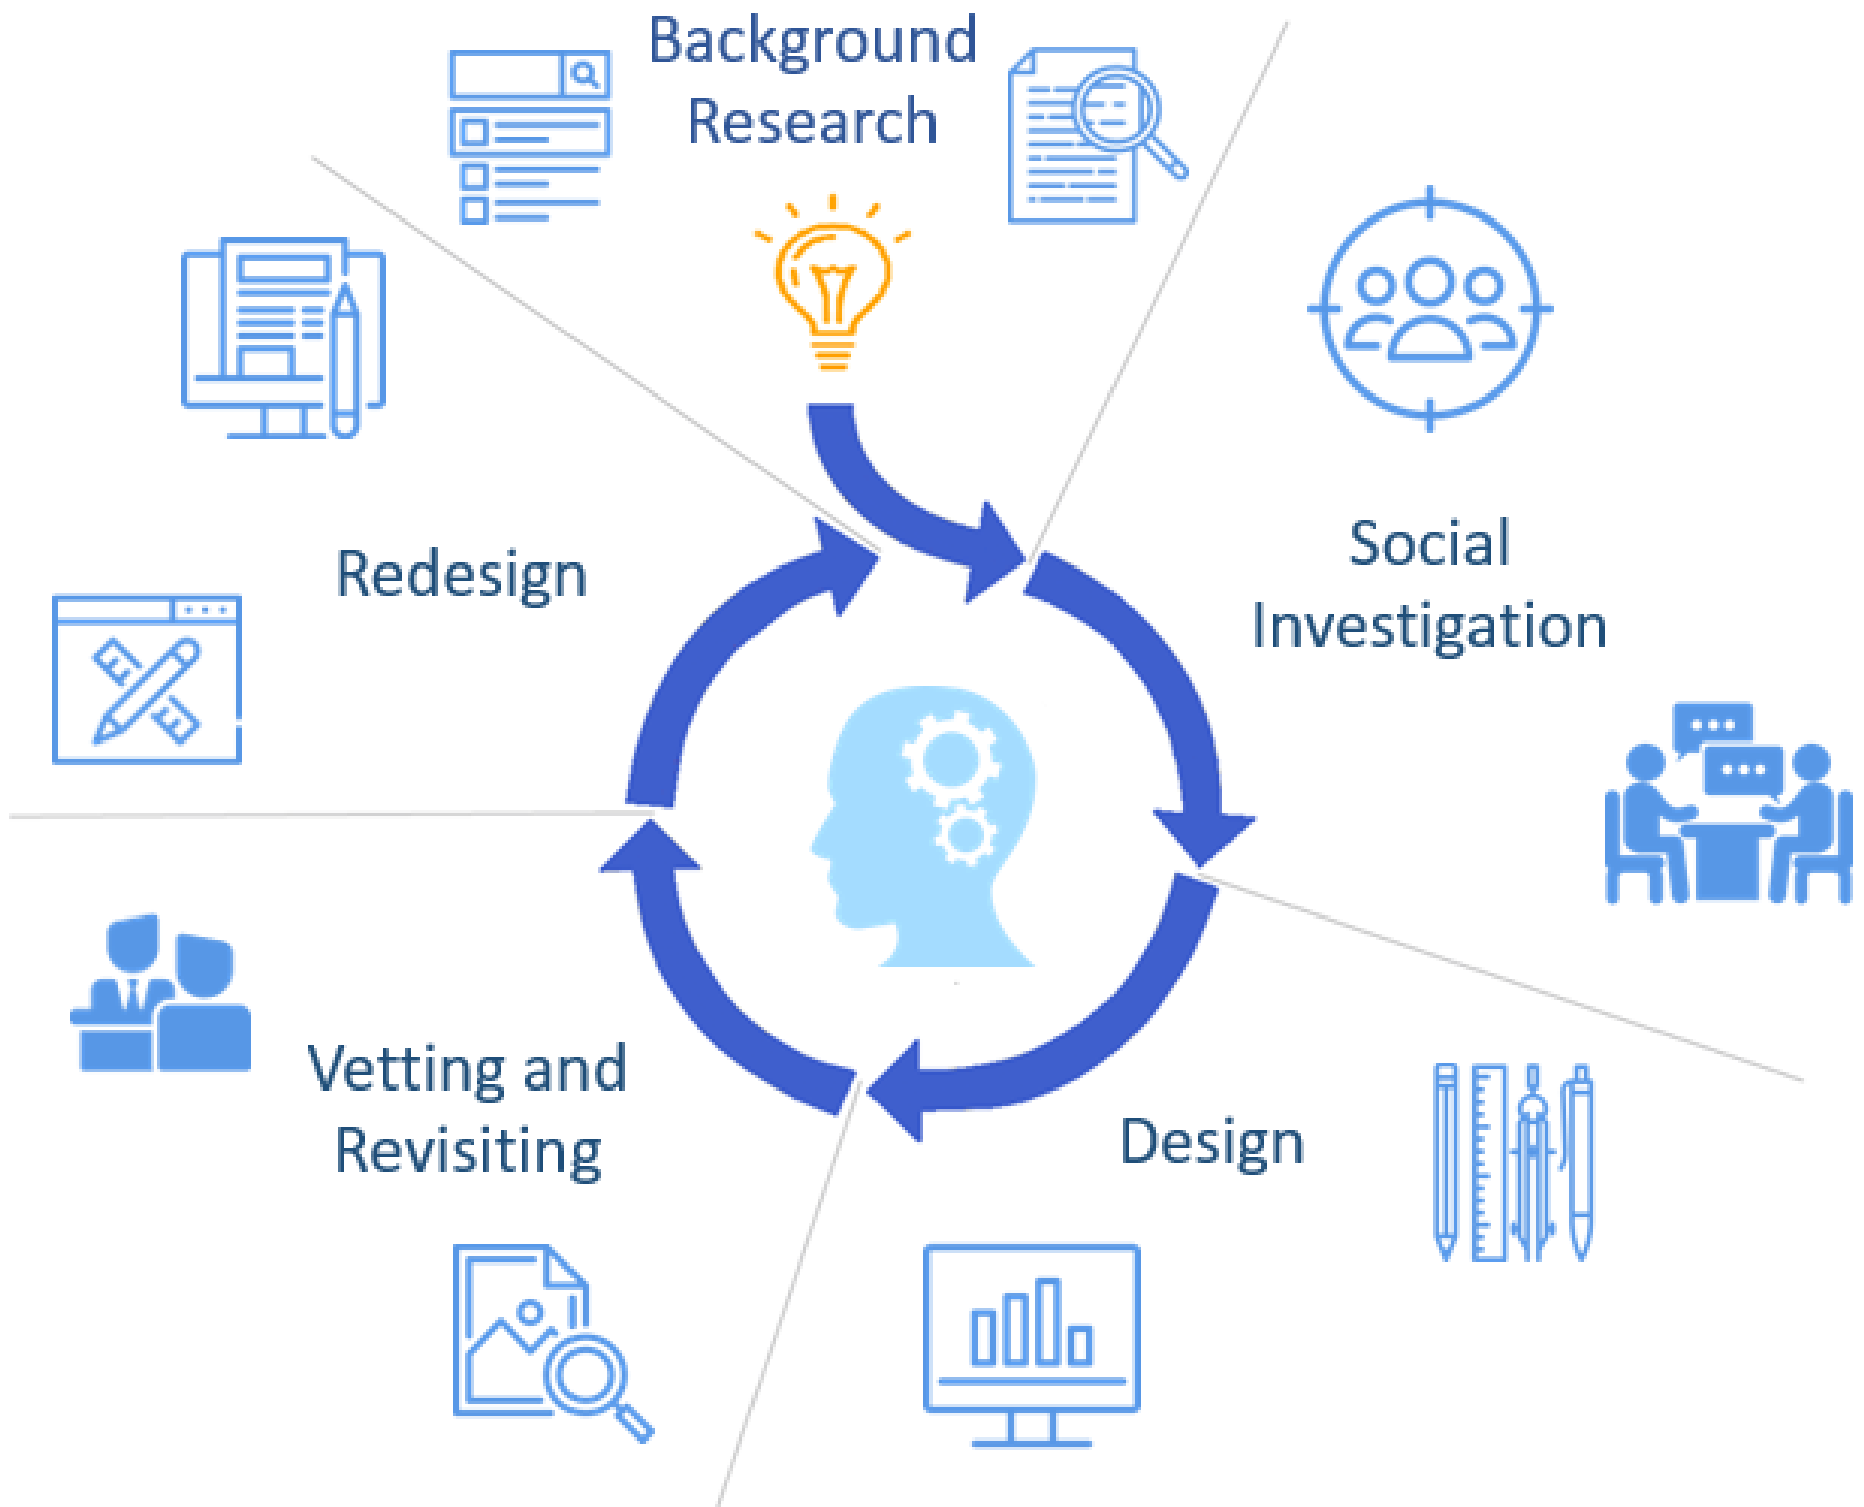 Background
Research
Social
Investigation
Design
Vetting and
Revisiting
Redesign